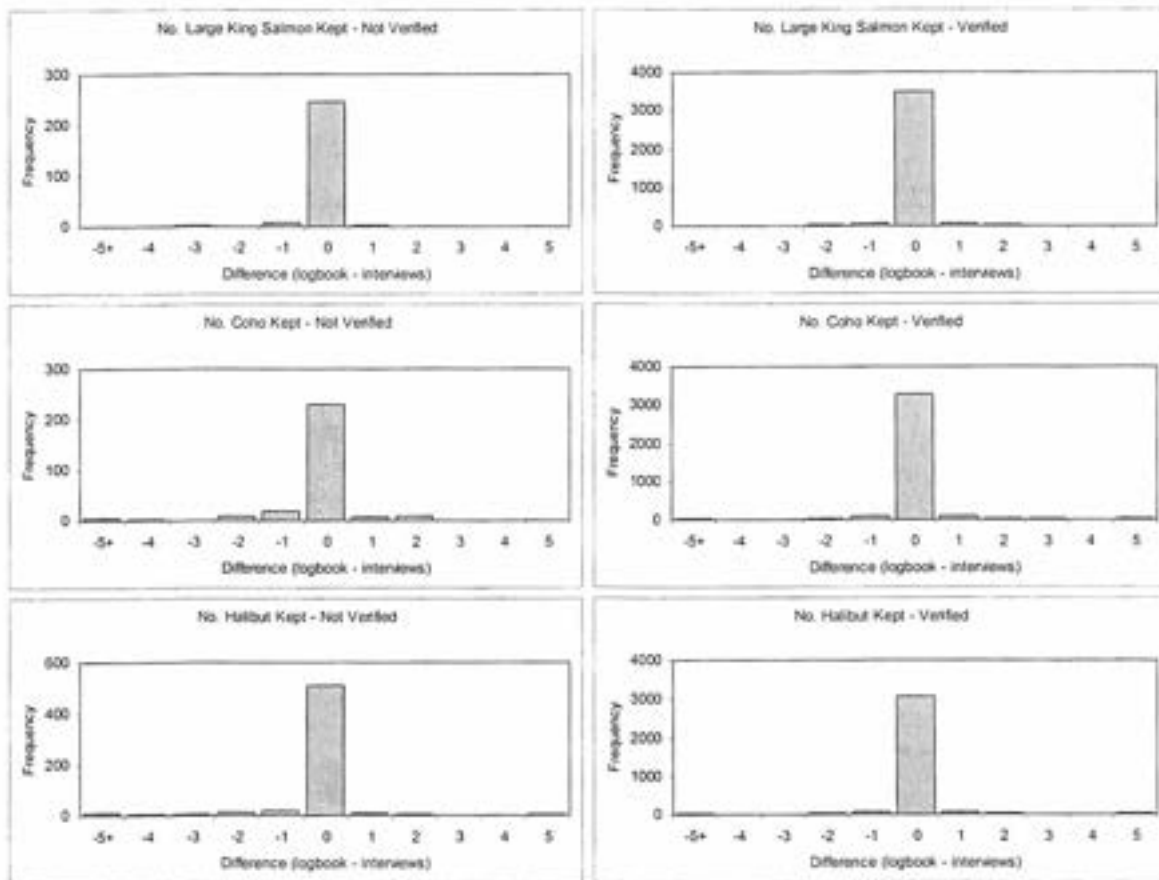 No. Large King Salmon Kept - Not Verified
Frequency
300
200
100
0
-5+ -4 -3 -2 -1 0 1 2 3 4 5
Difference (logbook - interviews)
No. Large King Salmon Kept - Verified
Frequency
4000
3000
2000
1000
0
-5+ -4 -3 -2 -1 0 1 2 3 4 5
Difference (logbook - interviews)
No. Coho Kept - Not Verified
Frequency
300
200
100
0
-5+ -4 -3 -2 -1 0 1 2 3 4 5
Difference (logbook - interviews)
No. Coho Kept - Verified
Frequency
4000
3000
2000
1000
0
-5+ -4 -3 -2 -1 0 1 2 3 4 5
Difference (logbook - interviews)
No. Halibut Kept - Not Verified
Frequency
600
400
200
0
-5+ -4 -3 -2 -1 0 1 2 3 4 5
Difference (logbook - interviews)
No. Halibut Kept - Verified
Frequency
4000
3000
2000
1000
0
-5+ -4 -3 -2 -1 0 1 2 3 4 5
Difference (logbook - interviews)